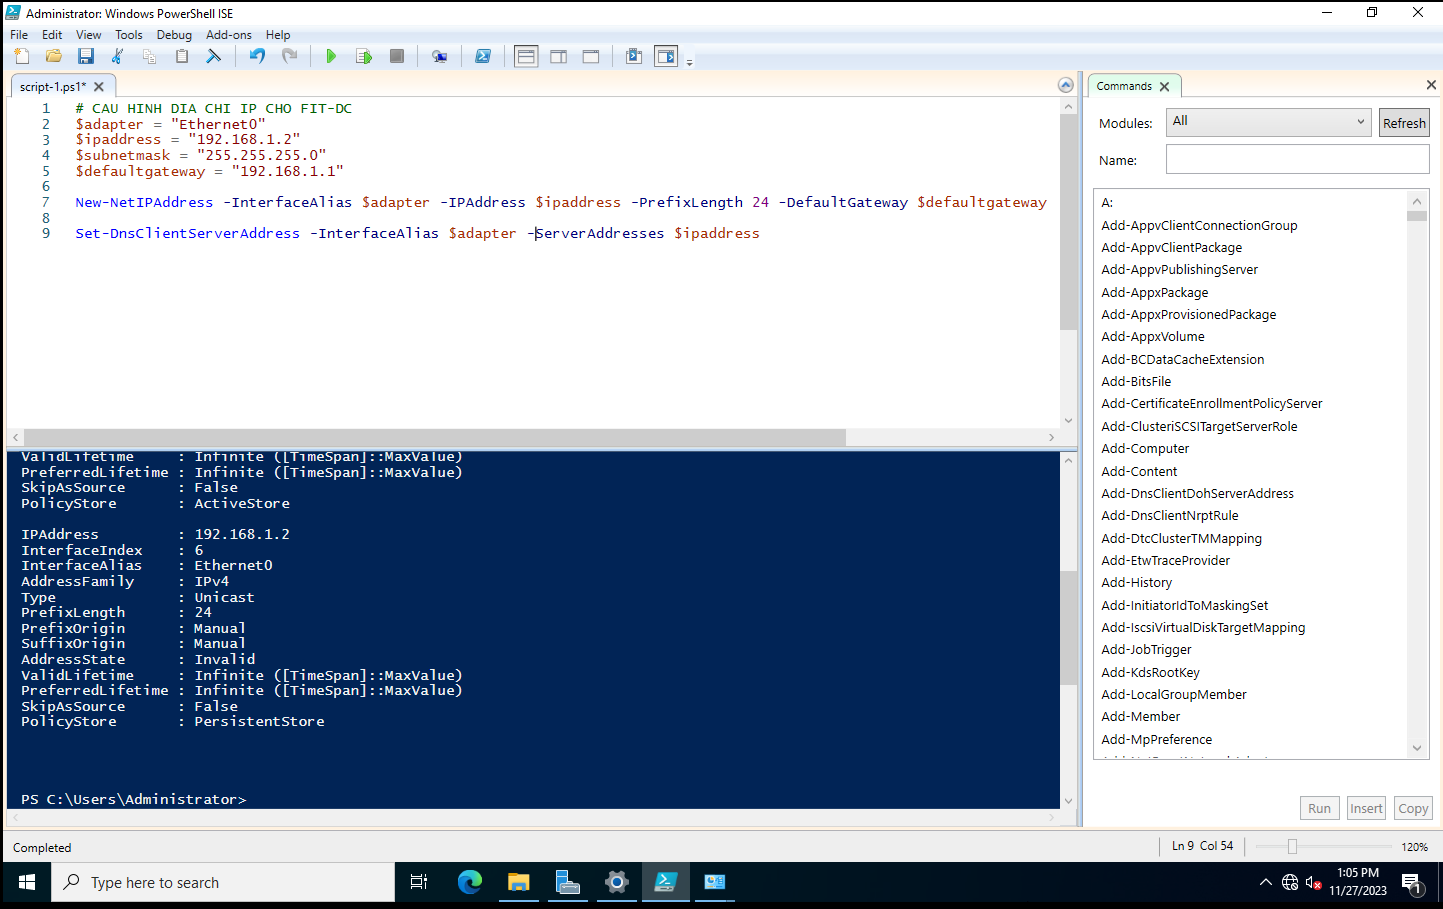 Administrator: Windows PowerShell ISE
File Edit View Tools Debug Add-ons Help
script-1.ps1*
1 # CAU HINH DIA CHI IP CHO FIT-DC
2 $adapter = "Ethernet0"
3 $ipaddress = "192.168.1.2"
4 $subnetmask = "255.255.255.0"
5 $defaultgateway = "192.168.1.1"
6
7 New-NetIPAddress -InterfaceAlias $adapter -IPAddress $ipaddress -PrefixLength 24 -DefaultGateway $defaultgateway
8
9 Set-DnsClientServerAddress -InterfaceAlias $adapter -ServerAddresses $ipaddress
ValidLifetime : Infinite ([TimeSpan]::MaxValue)
PreferredLifetime : Infinite ([TimeSpan]::MaxValue)
SkipAsSource : False
PolicyStore : ActiveStore
IPAddress : 192.168.1.2
InterfaceIndex : 6
InterfaceAlias : Ethernet0
AddressFamily : IPv4
Type : Unicast
PrefixLength : 24
PrefixOrigin : Manual
SuffixOrigin : Manual
AddressState : Invalid
ValidLifetime : Infinite ([TimeSpan]::MaxValue)
PreferredLifetime : Infinite ([TimeSpan]::MaxValue)
SkipAsSource : False
PolicyStore : PersistentStore
PS C:\Users\Administrator>
Commands
Modules: All Refresh
Name:
A:
Add-AppvClientConnectionGroup
Add-AppvClientPackage
Add-AppvPublishingServer
Add-AppxPackage
Add-AppxProvisionedPackage
Add-AppxVolume
Add-BCDataCacheExtension
Add-BitsFile
Add-CertificateEnrollmentPolicyServer
Add-ClusteriSCSITargetServerRole
Add-Computer
Add-Content
Add-DnsClientDohServerAddress
Add-DnsClientNrptRule
Add-DtcClusterTMMapping
Add-EtwTraceProvider
Add-History
Add-InitiatorIdToMaskingSet
Add-IscsiVirtualDiskTargetMapping
Add-JobTrigger
Add-KdsRootKey
Add-LocalGroupMember
Add-Member
Add-MpPreference
Run Insert Copy
Completed
Ln 9 Col 54
120%
Type here to search
1:05 PM
11/27/2023
1